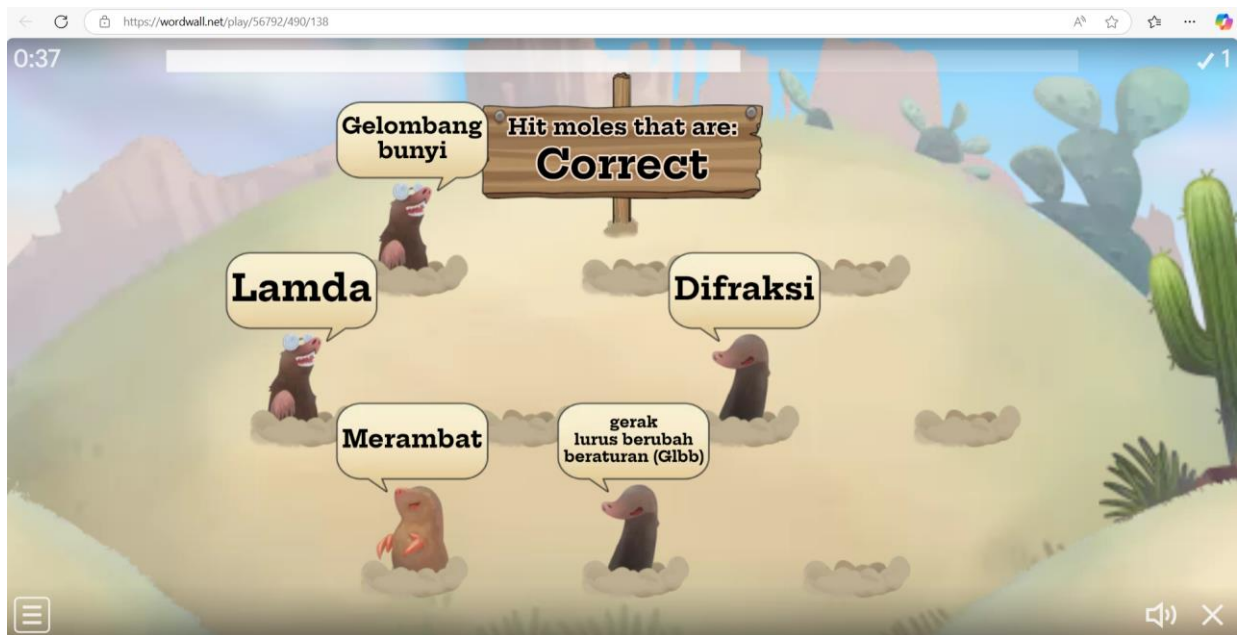 https://wordwall.net/play/56792/490/138
0:37
✓ 1
Gelombang
bunyi
Hit moles that are:
Correct
Lamda
Difraksi
Merambat
gerak
lurus berubah
beraturan (Glbb)